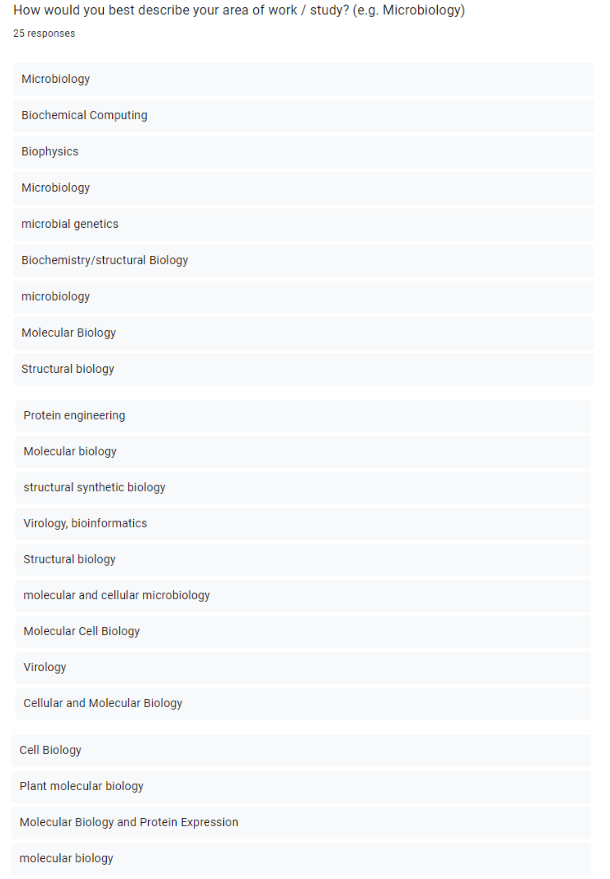 How would you best describe your area of work / study? (e.g. Microbiology)
25 responses
Microbiology
Biochemical Computing
Biophysics
Microbiology
microbial genetics
Biochemistry/structural Biology
microbiology
Molecular Biology
Structural biology
Protein engineering
Molecular biology
structural synthetic biology
Virology, bioinformatics
Structural biology
molecular and cellular microbiology
Molecular Cell Biology
Virology
Cellular and Molecular Biology
Cell Biology
Plant molecular biology
Molecular Biology and Protein Expression
molecular biology